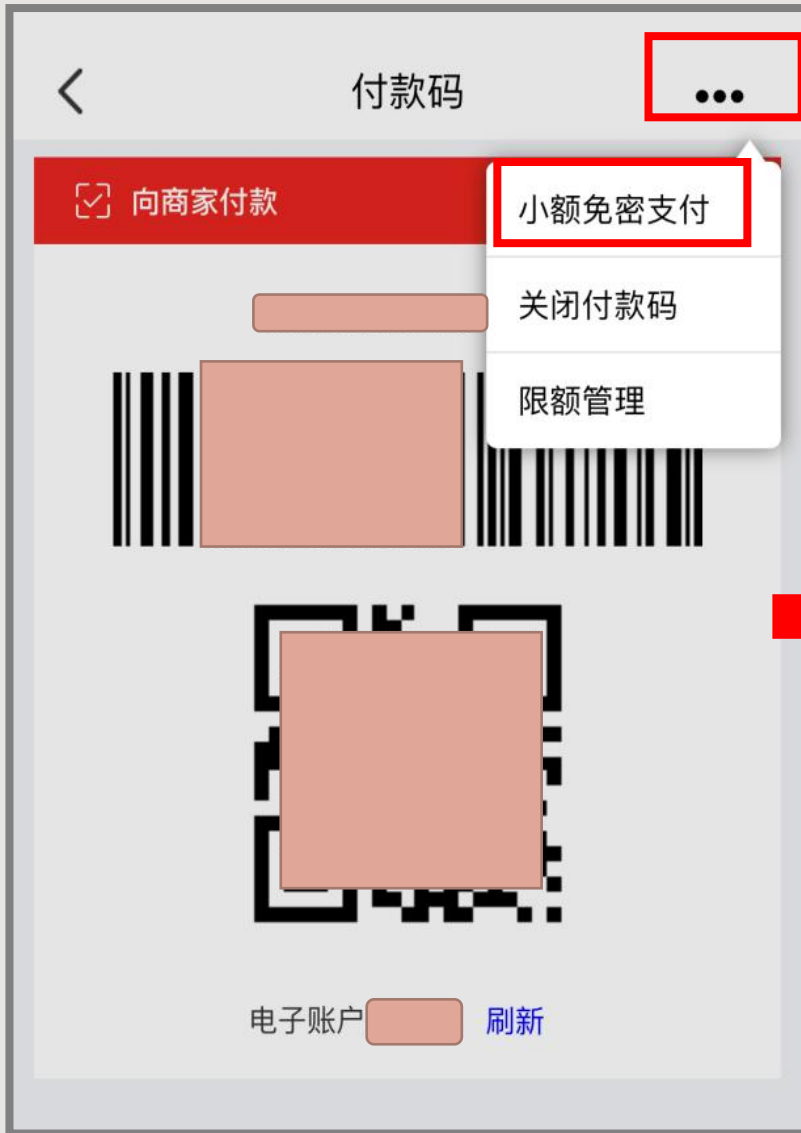 付款码
向商家付款
小额免密支付
关闭付款码
限额管理
电子账户
刷新